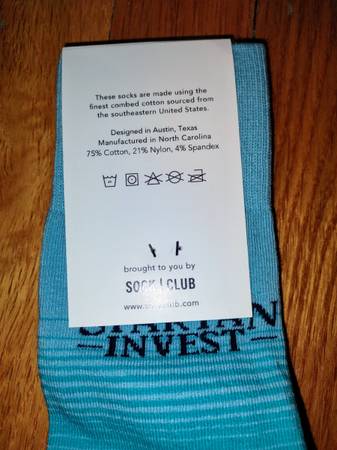 These socks are made using the
finest combed cotton sourced from
the southeastern United States.
Designed in Austin, Texas
Manufactured in North Carolina
75% Cotton, 21% Nylon, 4% Spandex
brought to you by
SOCK CLUB
SPARTAN
INVEST